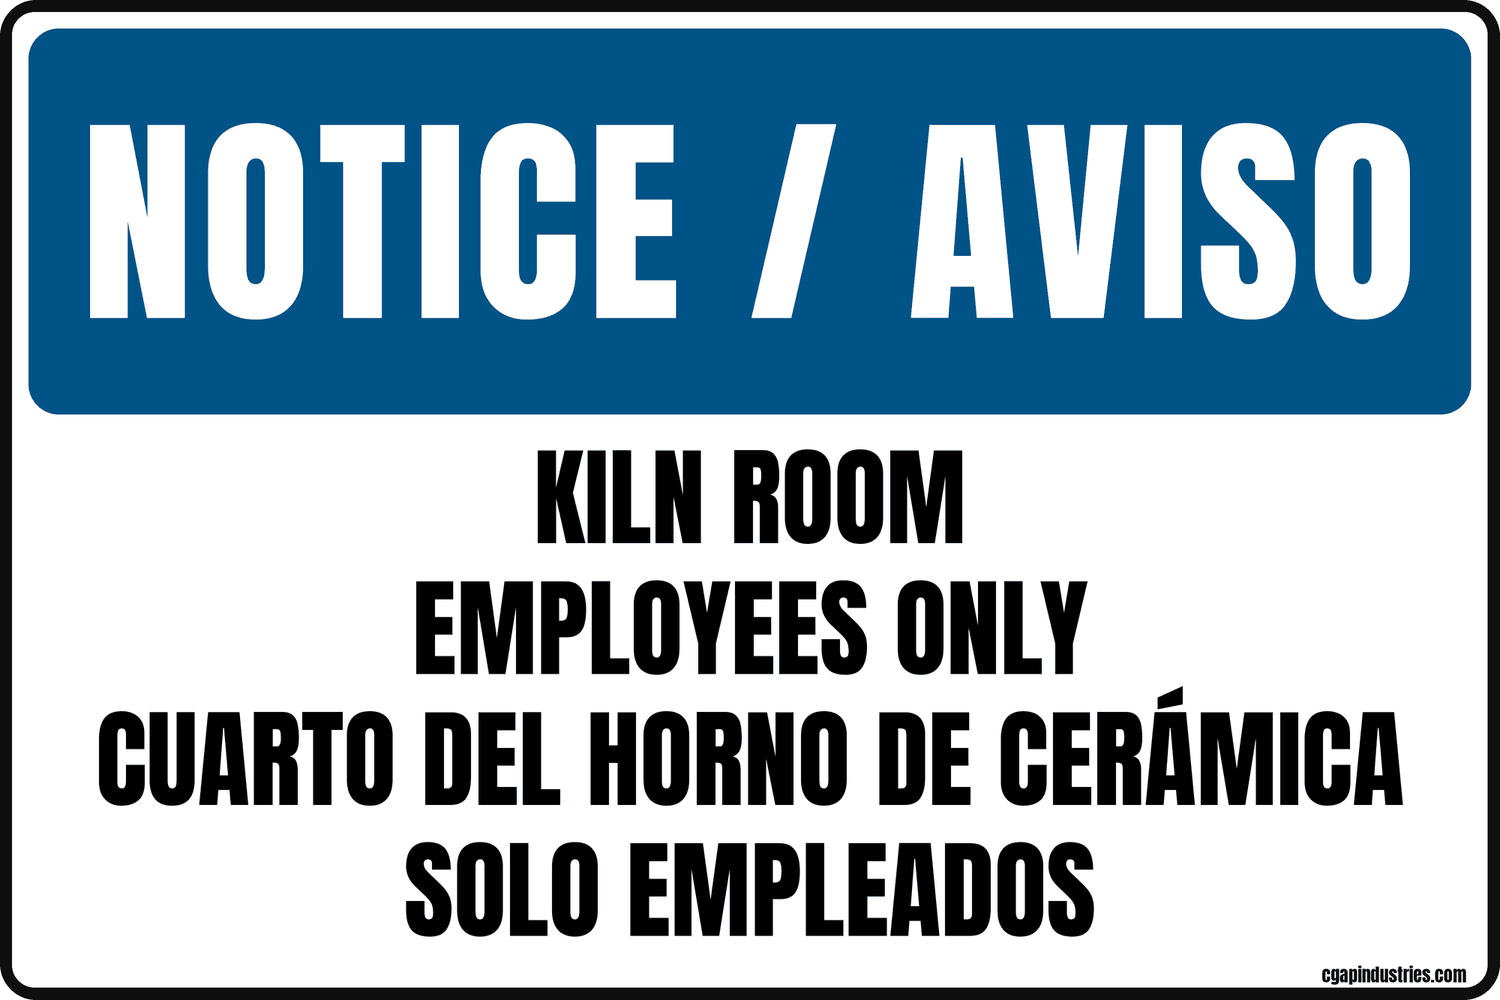 NOTICE / AVISO
KILN ROOM
EMPLOYEES ONLY
CUARTO DEL HORNO DE CERÁMICA
SOLO EMPLEADOS
cgapindustries.com